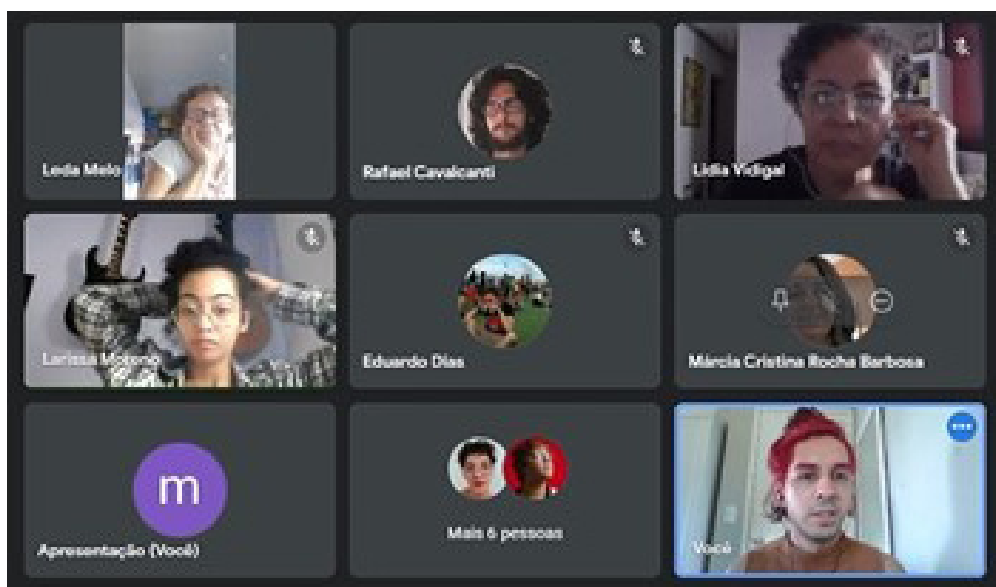 Leda Melo
Rafael Cavalcanti
Lidia Vidigal
Larissa Moreno
Eduardo Dias
Márcia Cristina Rocha Barbosa
m
Apresentação (Você)
Mais 6 pessoas
Você